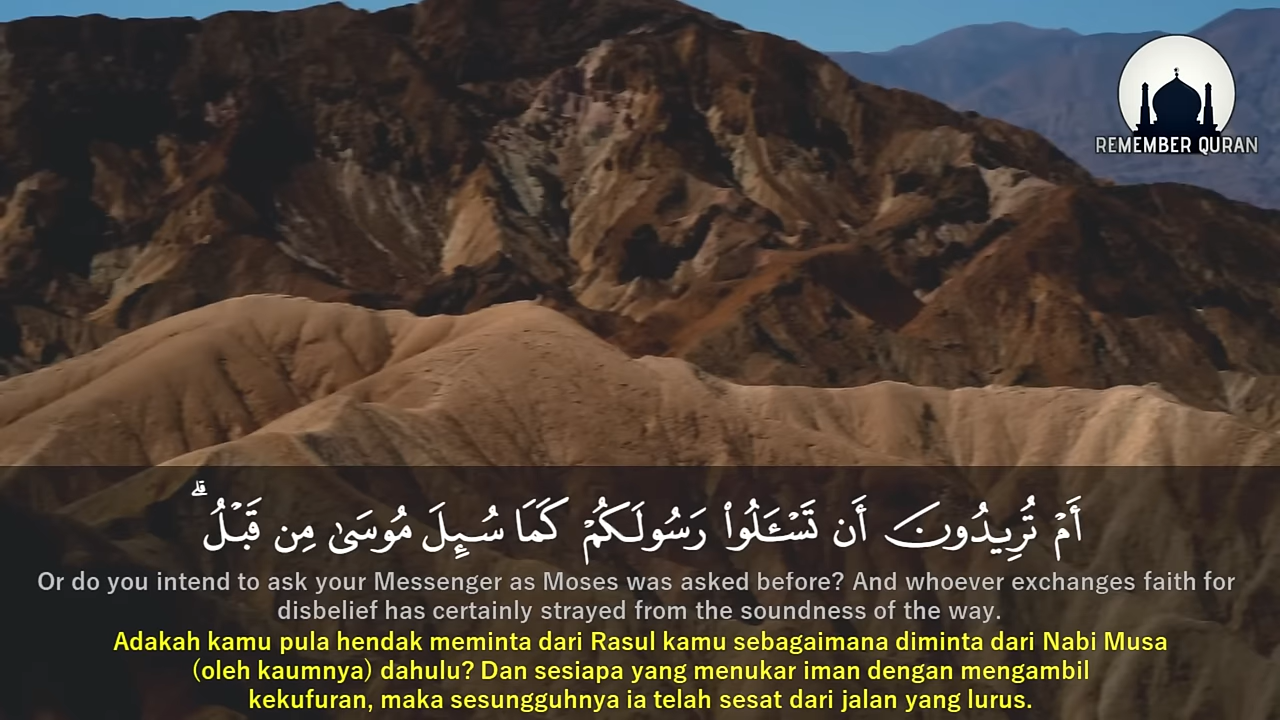 REMEMBER QURAN
أَمْ تُرِيدُونَ أَن تَسْـَٔلُوا۟ رَسُولَكُمْ كَمَا سُئِلَ مُوسَىٰ مِن قَبْلُ ۗ
Or do you intend to ask your Messenger as Moses was asked before? And whoever exchanges faith for
disbelief has certainly strayed from the soundness of the way.
Adakah kamu pula hendak meminta dari Rasul kamu sebagaimana diminta dari Nabi Musa
(oleh kaumnya) dahulu? Dan sesiapa yang menukar iman dengan mengambil
kekufuran, maka sesungguhnya ia telah sesat dari jalan yang lurus.